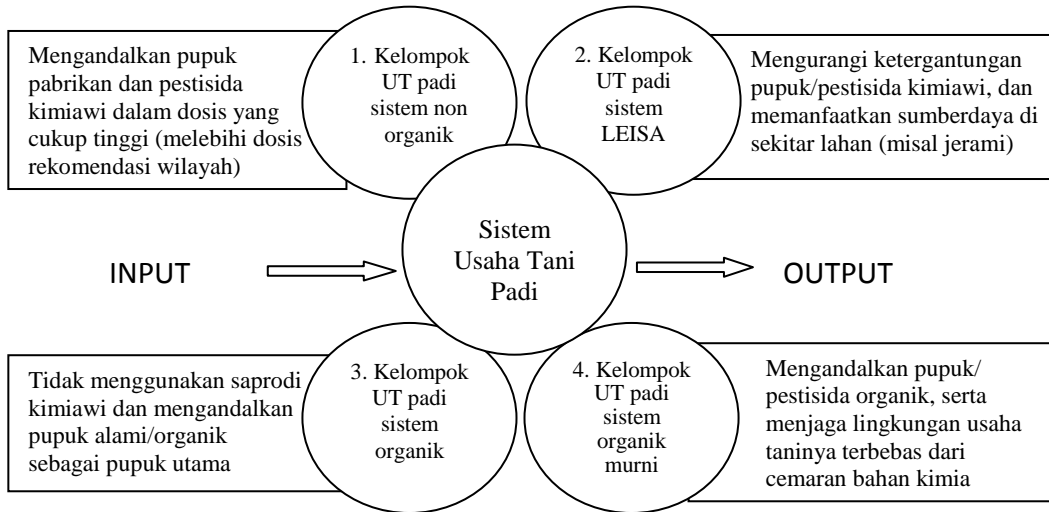 Mengandalkan pupuk
pabrikan dan pestisida
kimiawi dalam dosis yang
cukup tinggi (melebihi dosis
rekomendasi wilayah)
1. Kelompok
UT padi
sistem non
organik
2. Kelompok
UT padi
sistem
LEISA
Mengurangi ketergantungan
pupuk/pestisida kimiawi, dan
memanfaatkan sumberdaya di
sekitar lahan (misal jerami)
INPUT
Sistem
Usaha Tani
Padi
OUTPUT
Tidak menggunakan saprodi
kimiawi dan mengandalkan
pupuk alami/organik
sebagai pupuk utama
3. Kelompok
UT padi
sistem
organik
4. Kelompok
UT padi
sistem
organik
murni
Mengandalkan pupuk/
pestisida organik, serta
menjaga lingkungan usaha
taninya terbebas dari
cemaran bahan kimia